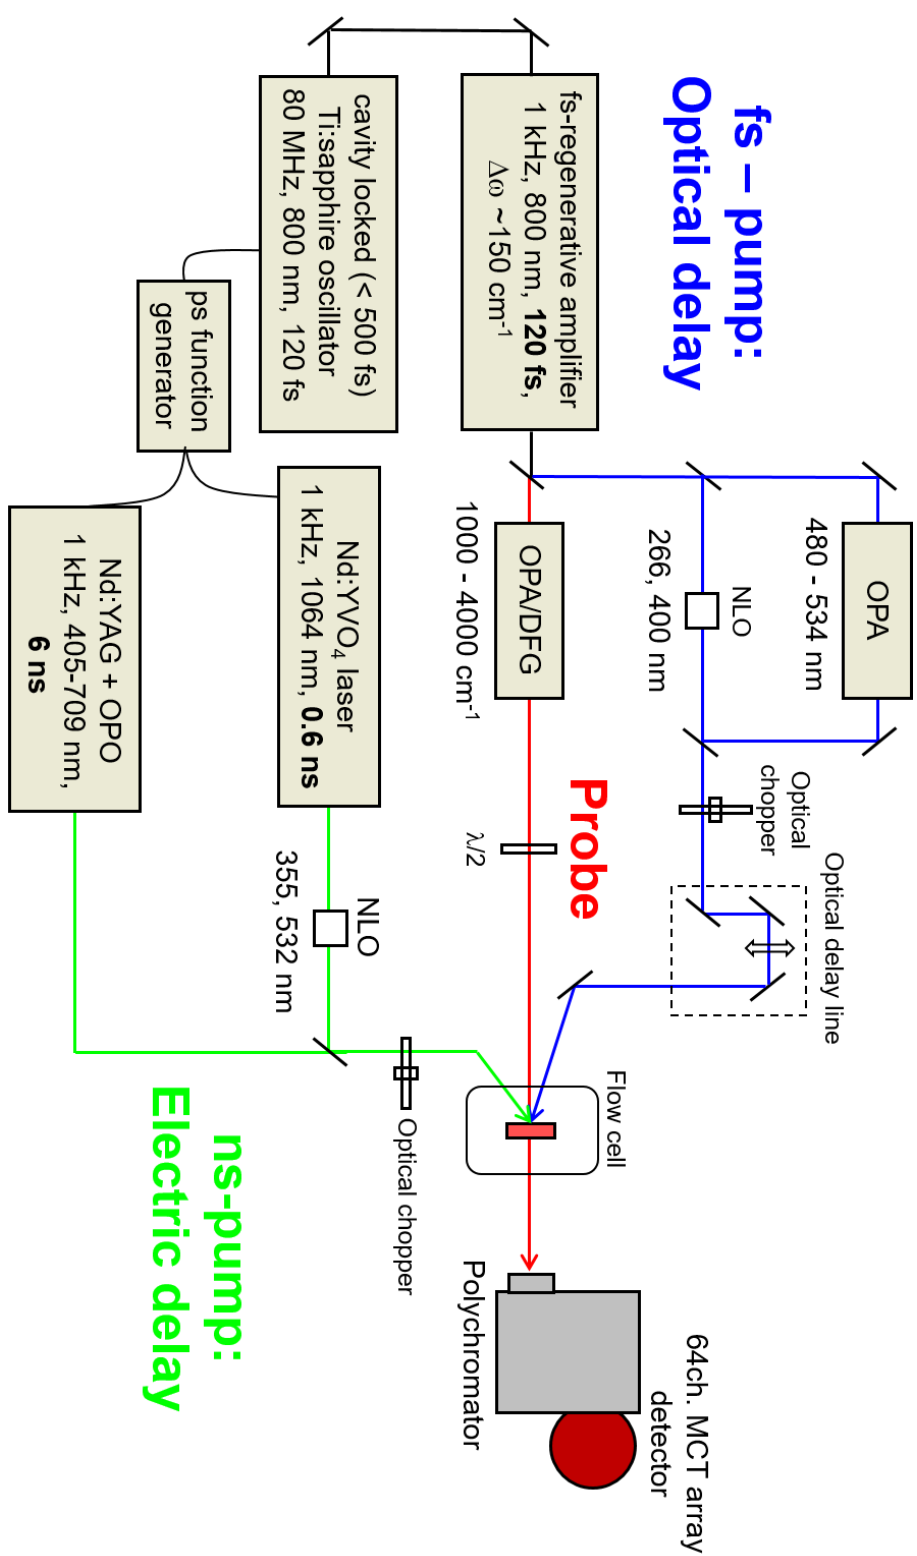 fs – pump:
Optical delay
OPA
480 - 534 nm
NLO
266, 400 nm
Optical
chopper
Optical delay line
fs-regenerative amplifier
1 kHz, 800 nm, 120 fs,
Δω ~150 cm-1
OPA/DFG
1000 - 4000 cm-1
Probe
λ/2
Flow cell
64ch. MCT array
detector
Polychromator
cavity locked (< 500 fs)
Ti:sapphire oscillator
80 MHz, 800 nm, 120 fs
ps function
generator
Nd:YVO4 laser
1 kHz, 1064 nm, 0.6 ns
NLO
355, 532 nm
Optical chopper
Nd:YAG + OPO
1 kHz, 405-709 nm,
6 ns
ns-pump:
Electric delay